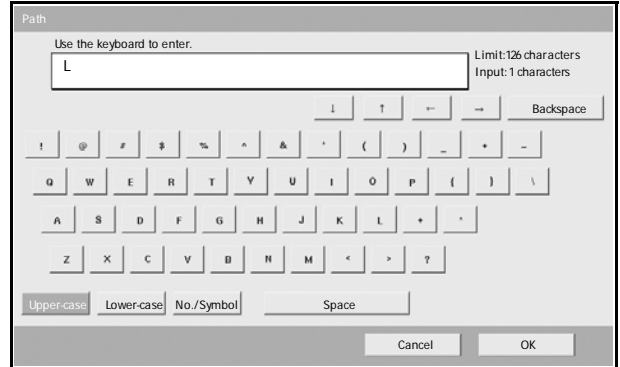 Path
Use the keyboard to enter.
L
Limit:126 characters
Input: 1 characters
↓ ↑ ← → Backspace
! @ # $ % ^ & * ( ) _ + ~
Q W E R T Y U I O P { } \
A S D F G H J K L + "
Z X C V B N M < > ?
Upper-case Lower-case No./Symbol Space
Cancel OK